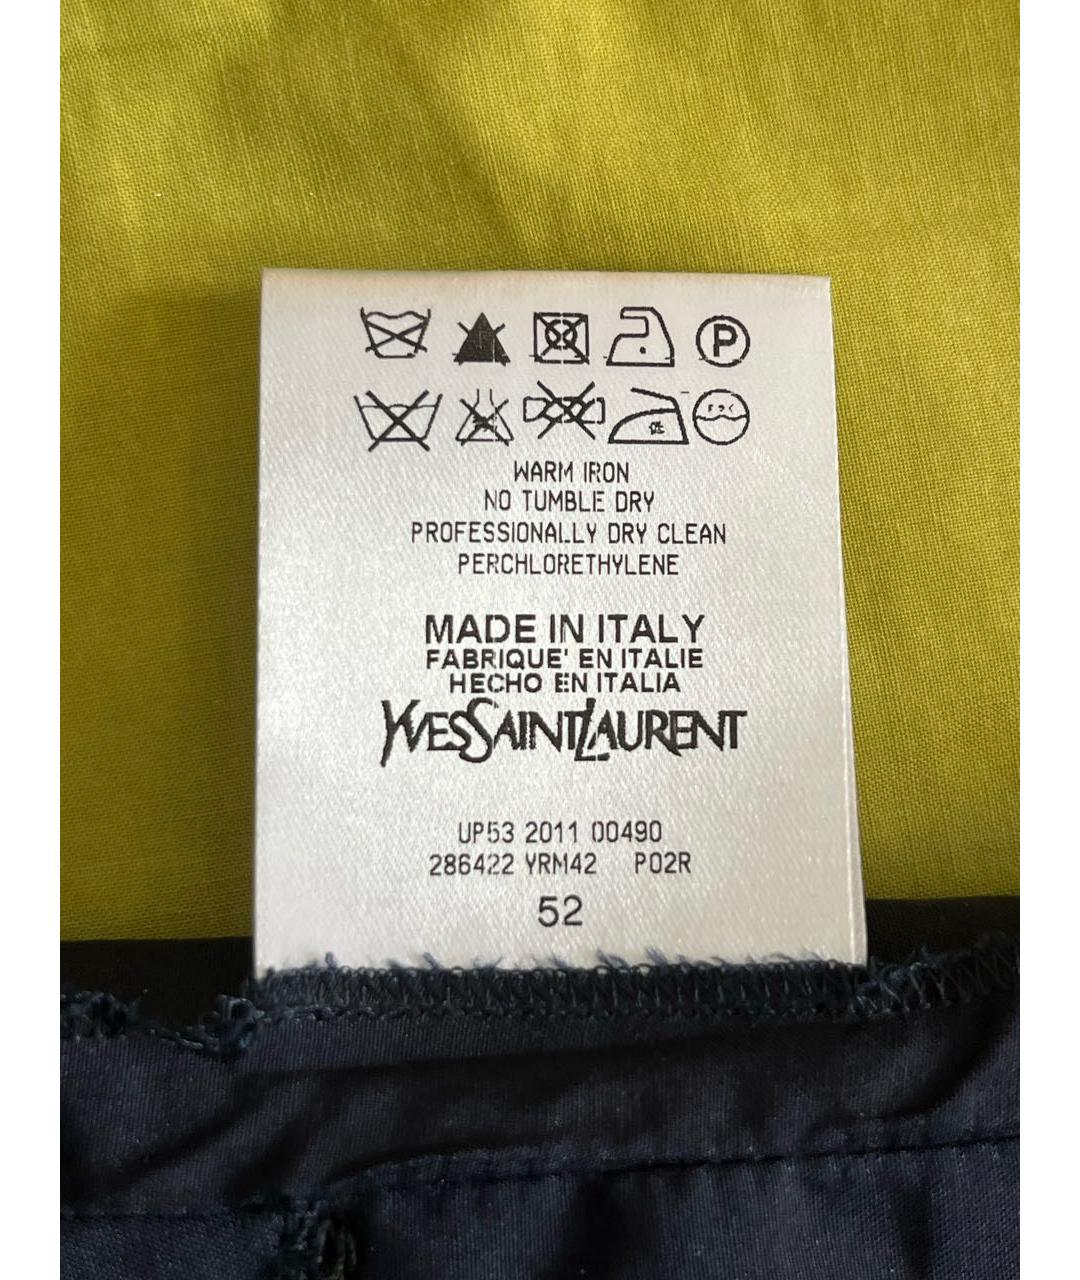 P
WARM IRON
NO TUMBLE DRY
PROFESSIONALLY DRY CLEAN
PERCHLORETHYLENE
MADE IN ITALY
FABRIQUE' EN ITALIE
HECHO EN ITALIA
YVESSAINTLAURENT
UP53 2011 00490
286422 YRM42 P02R
52